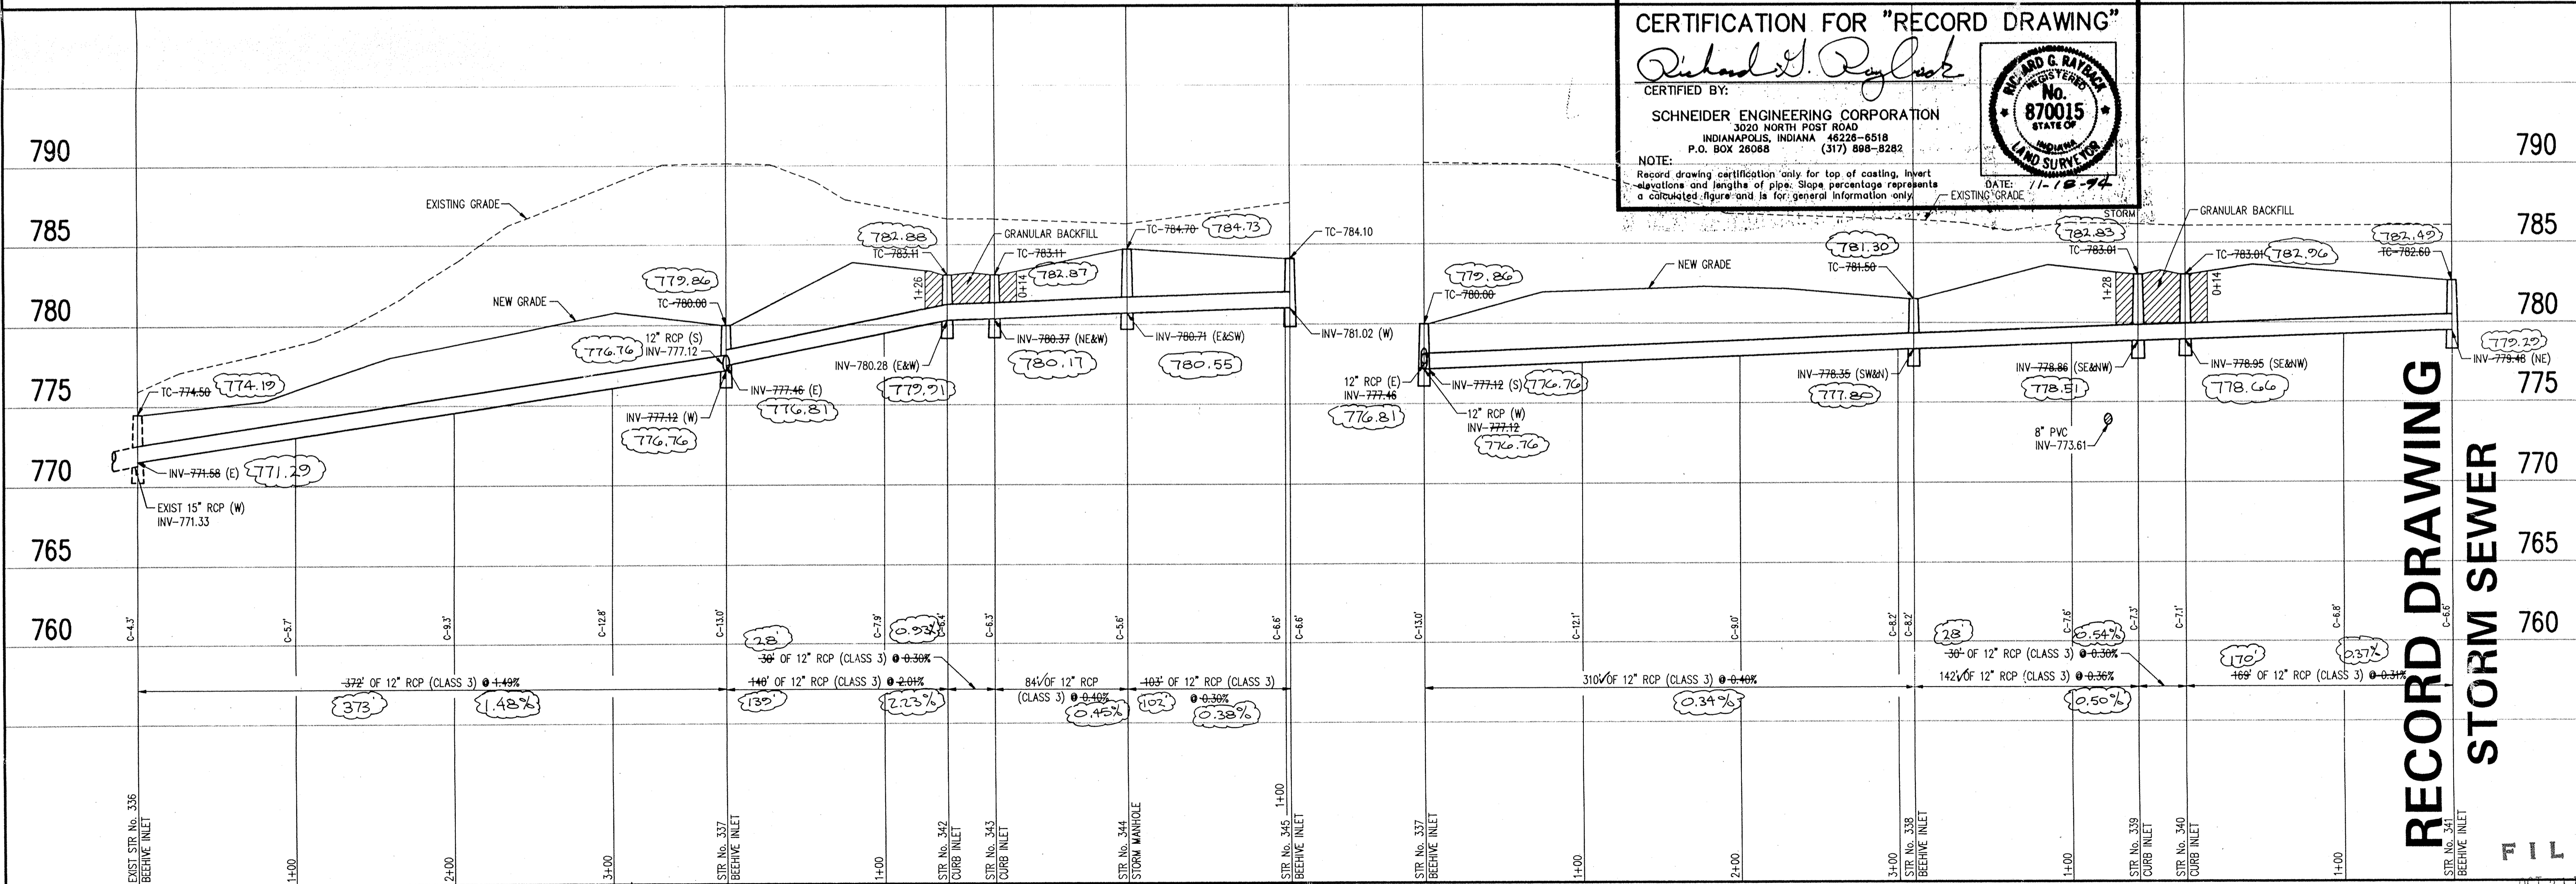 CERTIFICATION FOR "RECORD DRAWING"
Richard G. Rayback
CERTIFIED BY:
SCHNEIDER ENGINEERING CORPORATION
3020 NORTH POST ROAD
INDIANAPOLIS, INDIANA 46226-6518
P.O. BOX 26068 (317) 898-8282
NOTE:
Record drawing certification only for top of casting, invert
elevations and lengths of pipe. Slope percentage represents
a calculated figure and is for general information only.
RICHARD G. RAYBACK
REGISTERED
No.
870015
STATE OF
INDIANA
LAND SURVEYOR
DATE: 11-18-94
790
785
780
775
770
765
760
EXISTING GRADE
NEW GRADE
TC-774.50 774.19
INV-771.58 (E) 771.29
EXIST 15" RCP (W)
INV-771.33
779.86
TC-780.00
12" RCP (S)
776.76 INV-777.12
INV-777.46 (E)
776.81
INV-777.12 (W)
776.76
782.88
TC-783.11
1+26
GRANULAR BACKFILL
TC-783.11
782.87
0+14
INV-780.28 (E&W)
779.91
INV-780.37 (NE&W)
780.17
TC-784.70 784.73
INV-780.71 (E&SW)
780.55
TC-784.10
INV-781.02 (W)
779.86
TC-780.00
12" RCP (E)
INV-777.46
776.81
INV-777.12 (S) 776.76
12" RCP (W)
INV-777.12
776.76
NEW GRADE
EXISTING GRADE
781.30
TC-781.50
INV-778.35 (SW&N)
777.80
STORM
782.83
TC-783.01
1+28
GRANULAR BACKFILL
TC-783.01 782.96
0+14
INV-778.86 (SE&NW)
778.51
INV-778.95 (SE&NW)
778.66
8" PVC
INV-773.61
782.49
TC-782.60
779.29
INV-779.48 (NE)
790
785
780
775
770
765
760
C-4.3'
C-5.7'
C-9.3'
C-12.8'
C-13.0'
C-7.9'
C-6.4'
C-6.3'
C-5.6'
C-6.6'
C-6.6'
C-13.0'
C-12.1'
C-9.0'
C-8.2'
C-8.2'
C-7.6'
C-7.3'
C-7.1'
C-6.8'
C-6.6'
372' OF 12" RCP (CLASS 3) @ 1.49%
373' 1.48%
28' 0.93%
30' OF 12" RCP (CLASS 3) @ 0.30%
140' OF 12" RCP (CLASS 3) @ 2.01%
139' 2.23%
84' OF 12" RCP
(CLASS 3) @ 0.40%
0.45%
103' OF 12" RCP (CLASS 3)
@ 0.30%
102' 0.38%
310' OF 12" RCP (CLASS 3) @ 0.40%
0.34%
28' 0.54%
30' OF 12" RCP (CLASS 3) @ 0.30%
142' OF 12" RCP (CLASS 3) @ 0.36%
0.50%
170' 0.37%
169' OF 12" RCP (CLASS 3) @ 0.31%
EXIST STR No. 336
BEEHIVE INLET
1+00
2+00
3+00
STR No. 337
BEEHIVE INLET
1+00
STR No. 342
CURB INLET
STR No. 343
CURB INLET
STR No. 344
STORM MANHOLE
1+00
STR No. 345
BEEHIVE INLET
STR No. 337
BEEHIVE INLET
1+00
2+00
3+00
STR No. 338
BEEHIVE INLET
1+00
STR No. 339
CURB INLET
STR No. 340
CURB INLET
1+00
STR No. 341
BEEHIVE INLET
RECORD DRAWING
STORM SEWER
FIL